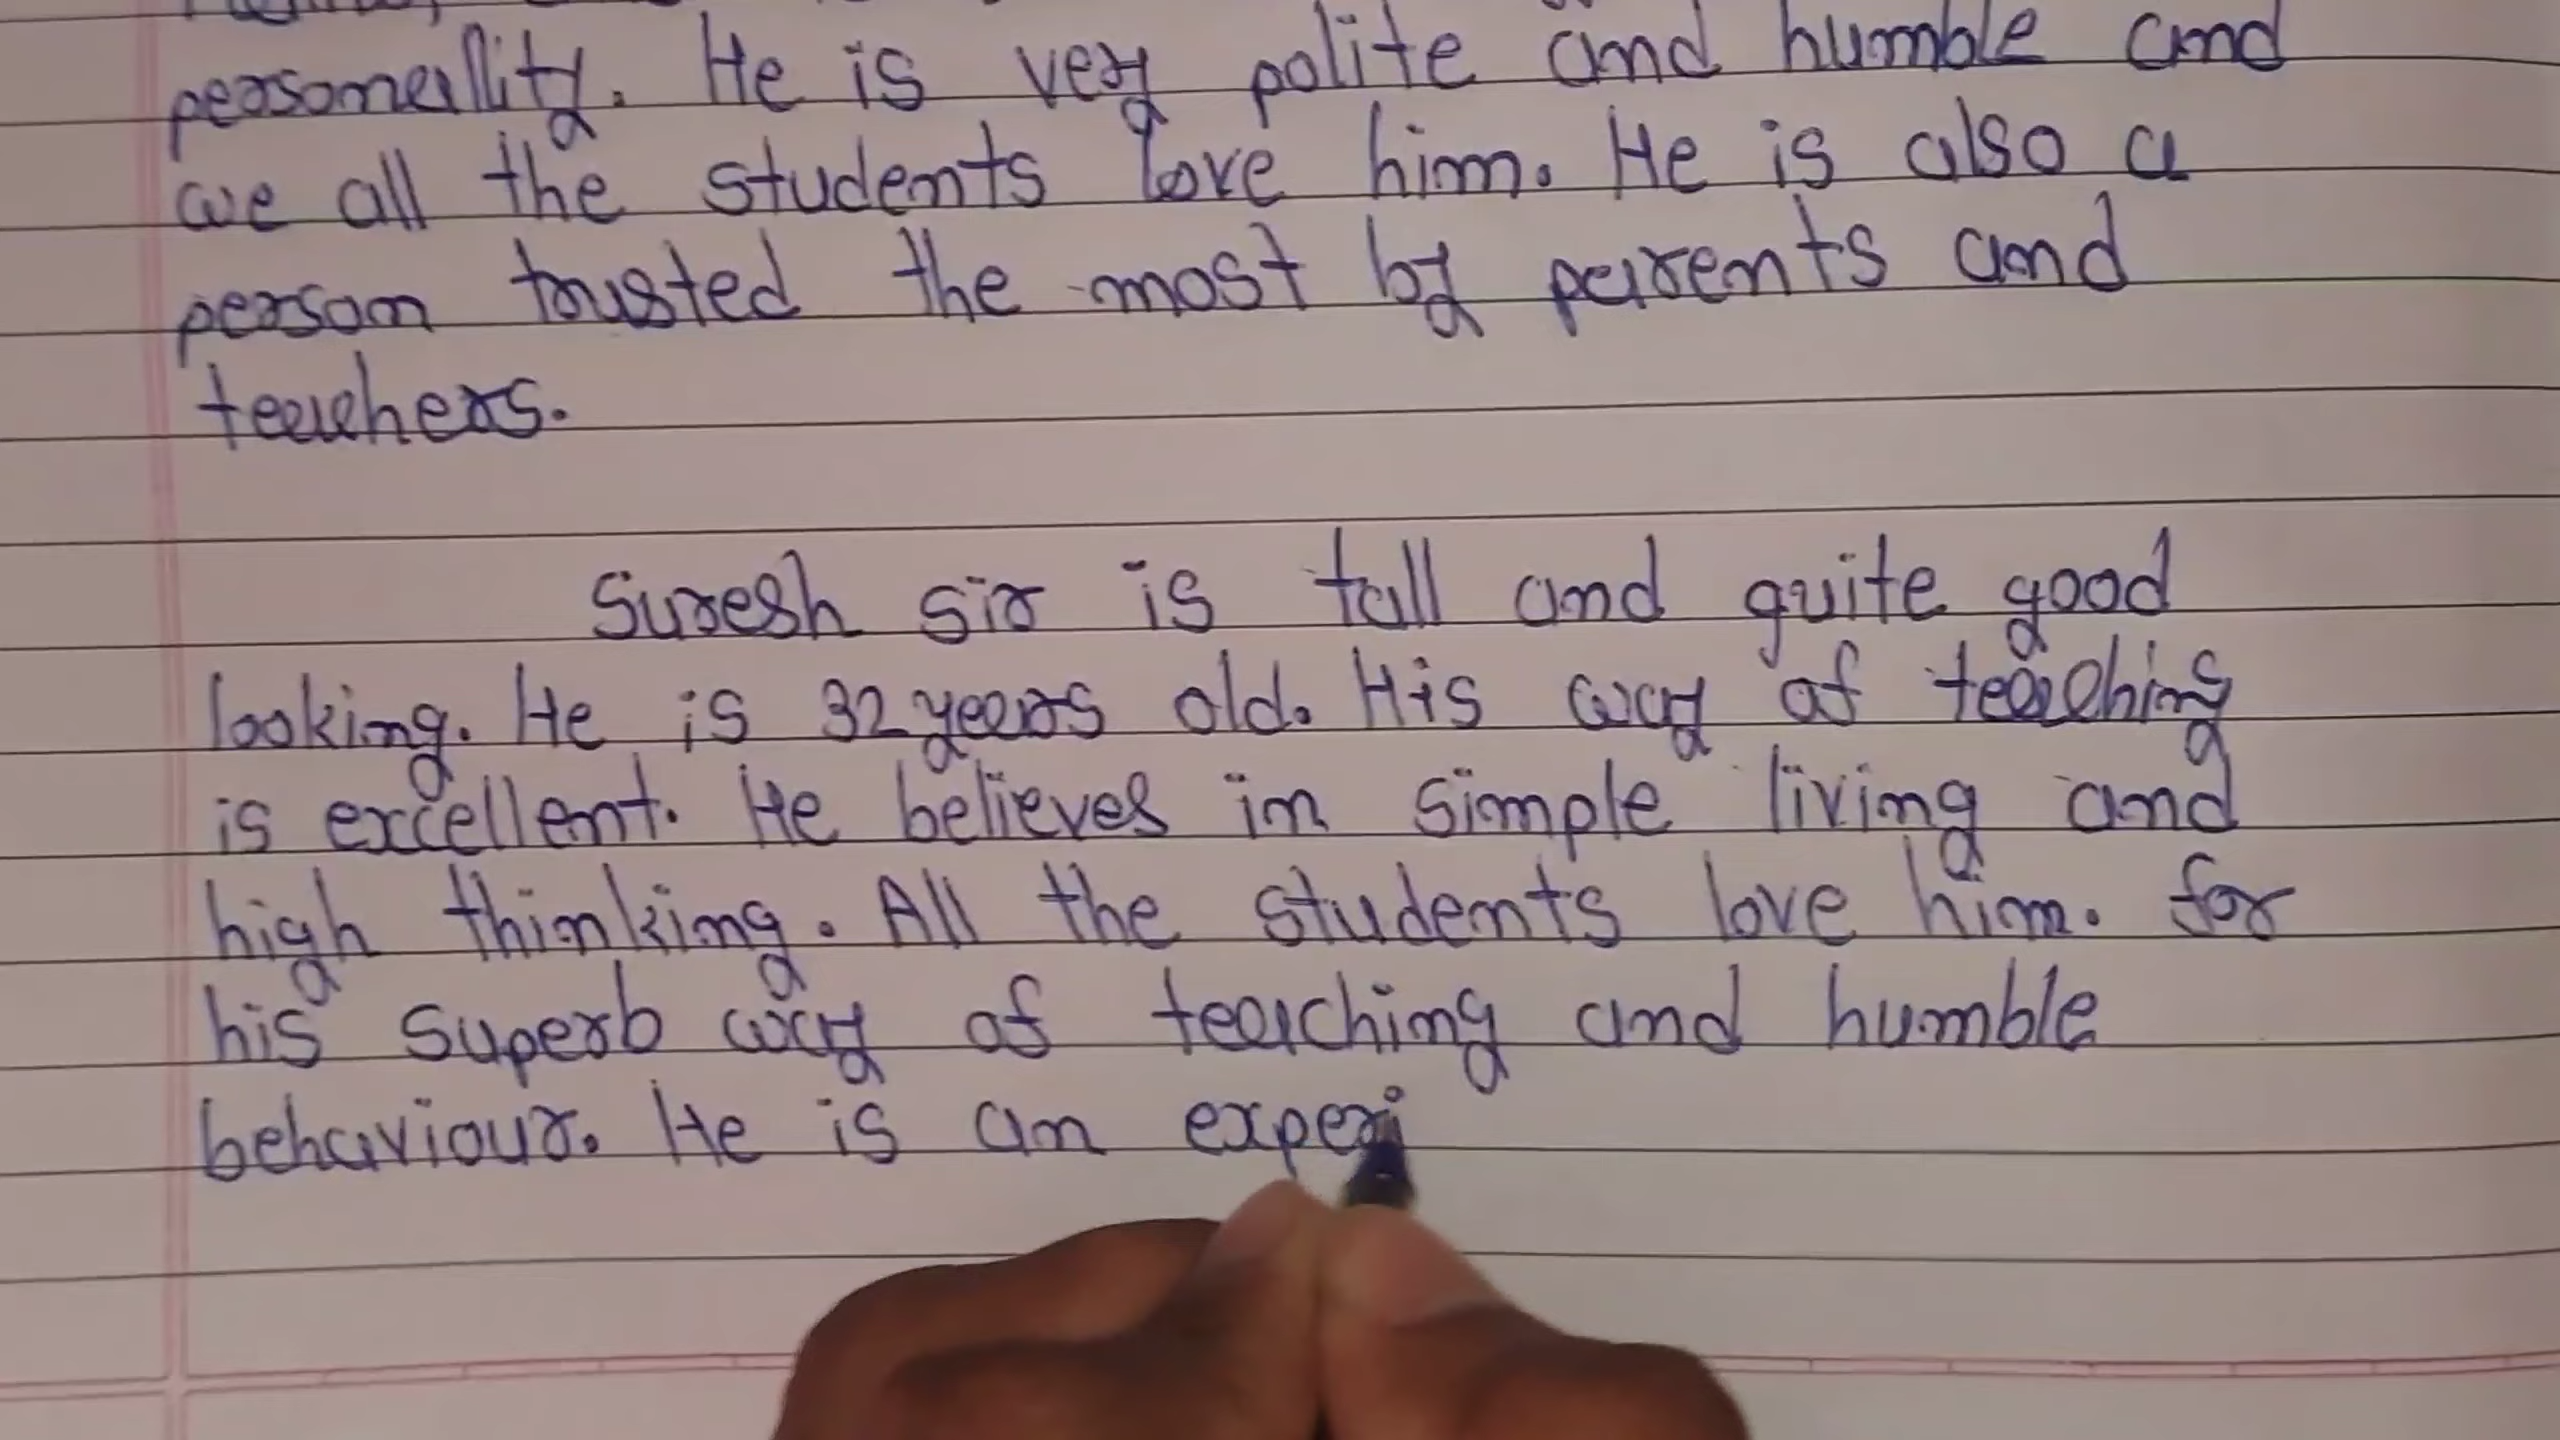 personallity. He is very polite and humble and
we all the students love him. He is also a
person trusted the most by parents and
teachers.
Suresh sir is tall and quite good
looking. He is 32 years old. His way of teaching
is excellent. He believes in simple living and
high thinking. All the students love him. for
his superb way of teaching and humble
behaviour. He is an experi